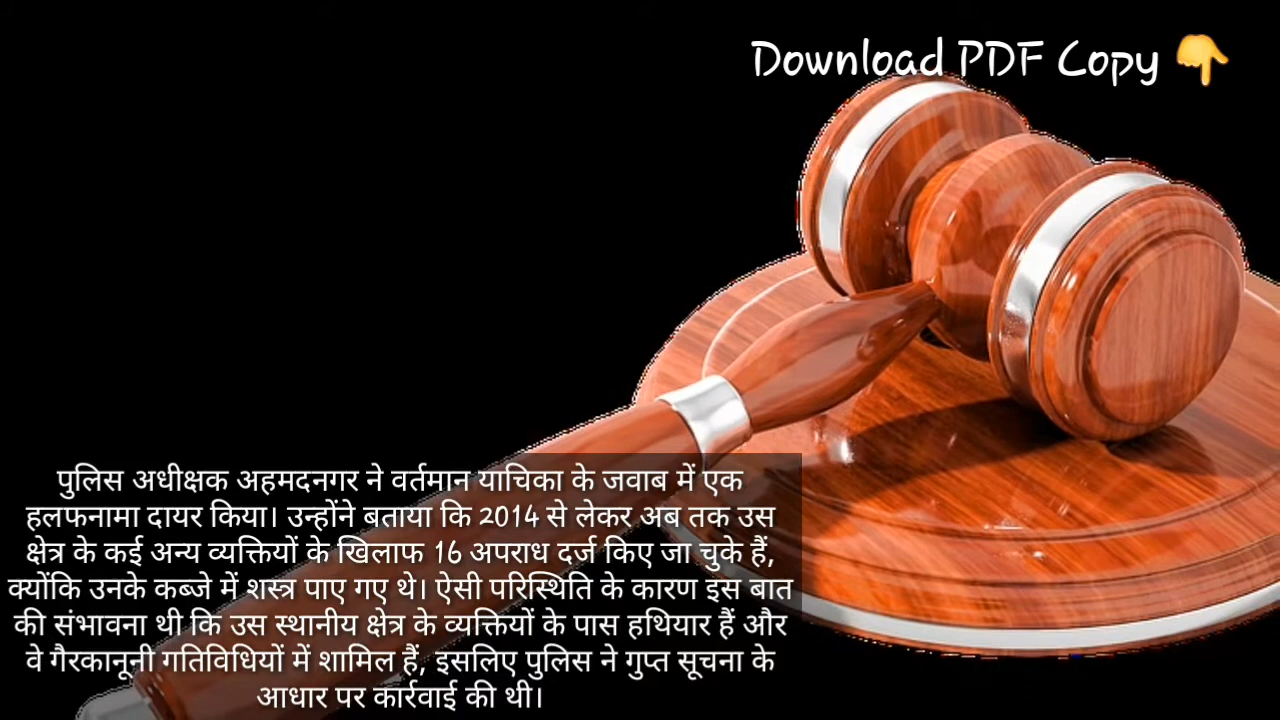 Download PDF Copy 👇
पुलिस अधीक्षक अहमदनगर ने वर्तमान याचिका के जवाब में एक
हलफनामा दायर किया। उन्होंने बताया कि 2014 से लेकर अब तक उस
क्षेत्र के कई अन्य व्यक्तियों के खिलाफ 16 अपराध दर्ज किए जा चुके हैं,
क्योंकि उनके कब्जे में शस्त्र पाए गए थे। ऐसी परिस्थिति के कारण इस बात
की संभावना थी कि उस स्थानीय क्षेत्र के व्यक्तियों के पास हथियार हैं और
वे गैरकानूनी गतिविधियों में शामिल हैं, इसलिए पुलिस ने गुप्त सूचना के
आधार पर कार्रवाई की थी।